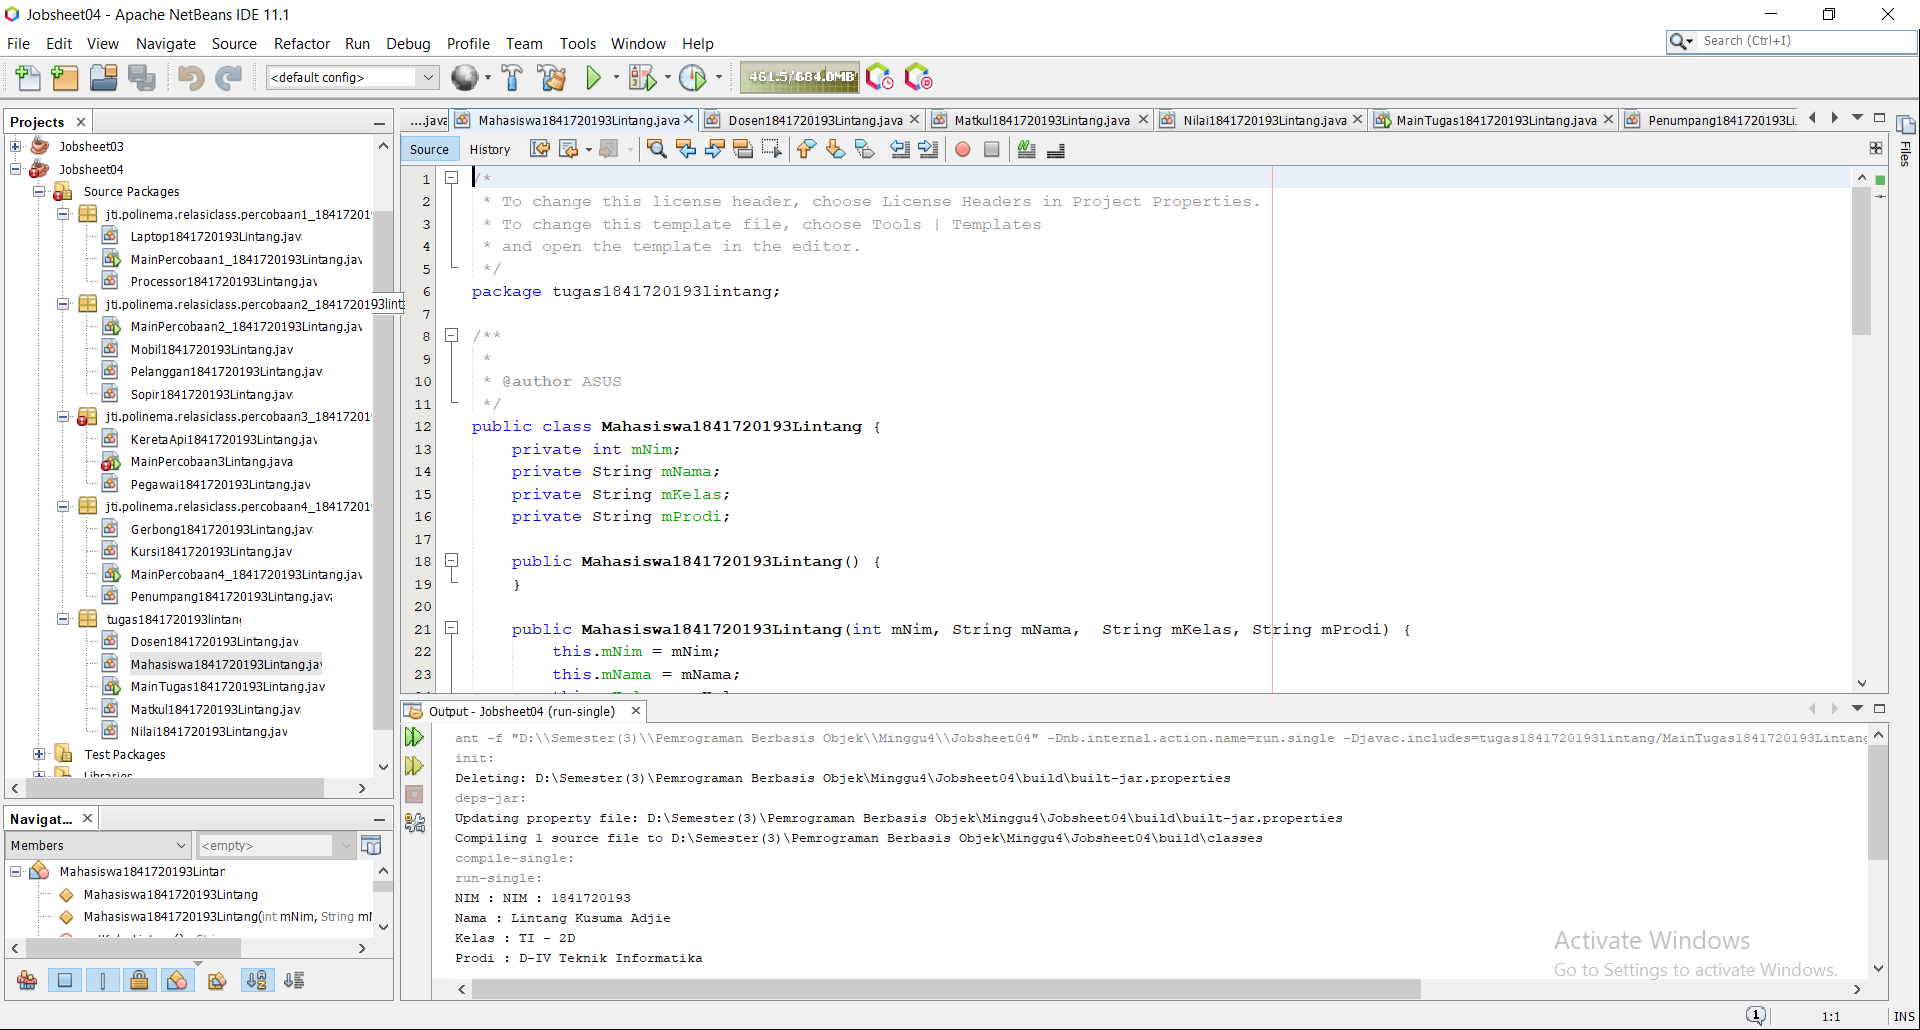 Jobsheet04 - Apache NetBeans IDE 11.1
File Edit View Navigate Source Refactor Run Debug Profile Team Tools Window Help
Search (Ctrl+I)
<default config>
461.5/684.0MB
Projects
....java
Mahasiswa1841720193Lintang.java
Dosen1841720193Lintang.java
Matkul1841720193Lintang.java
Nilai1841720193Lintang.java
MainTugas1841720193Lintang.java
Penumpang1841720193Li
Files
Source History
Jobsheet03
Jobsheet04
Source Packages
jti.polinema.relasiclass.percobaan1_18417201
Laptop1841720193Lintang.java
MainPercobaan1_1841720193Lintang.jav
Processor1841720193Lintang.jav
jti.polinema.relasiclass.percobaan2_1841720193lint
MainPercobaan2_1841720193Lintang.jav
Mobil1841720193Lintang.jav
Pelanggan1841720193Lintang.jav
Sopir1841720193Lintang.jav
jti.polinema.relasiclass.percobaan3_1841720
KeretaApi1841720193Lintang.jav
MainPercobaan3Lintang.java
Pegawai1841720193Lintang.jav
jti.polinema.relasiclass.percobaan4_1841720
Gerbong1841720193Lintang.jav
Kursi1841720193Lintang.jav
MainPercobaan4_1841720193Lintang.jav
Penumpang1841720193Lintang.jav
tugas1841720193lintang
Dosen1841720193Lintang.jav
Mahasiswa1841720193Lintang.jav
MainTugas1841720193Lintang.jav
Matkul1841720193Lintang.jav
Nilai1841720193Lintang.jav
Test Packages
Libraries
1 /*
2 * To change this license header, choose License Headers in Project Properties.
3 * To change this template file, choose Tools | Templates
4 * and open the template in the editor.
5 */
6 package tugas1841720193lintang;
7
8 /**
9 *
10 * @author ASUS
11 */
12 public class Mahasiswa1841720193Lintang {
13 private int mNim;
14 private String mNama;
15 private String mKelas;
16 private String mProdi;
17
18 public Mahasiswa1841720193Lintang() {
19 }
20
21 public Mahasiswa1841720193Lintang(int mNim, String mNama, String mKelas, String mProdi) {
22 this.mNim = mNim;
23 this.mNama = mNama;
Navigat...
Members
<empty>
Mahasiswa1841720193Lintan
Mahasiswa1841720193Lintang
Mahasiswa1841720193Lintang(int mNim, String mN
Output - Jobsheet04 (run-single)
ant -f "D:\\Semester(3)\\Pemrograman Berbasis Objek\\Minggu4\\Jobsheet04" -Dnb.internal.action.name=run.single -Djavac.includes=tugas1841720193lintang/MainTugas1841720193Lintang
init:
Deleting: D:\Semester(3)\Pemrograman Berbasis Objek\Minggu4\Jobsheet04\build\built-jar.properties
deps-jar:
Updating property file: D:\Semester(3)\Pemrograman Berbasis Objek\Minggu4\Jobsheet04\build\built-jar.properties
Compiling 1 source file to D:\Semester(3)\Pemrograman Berbasis Objek\Minggu4\Jobsheet04\build\classes
compile-single:
run-single:
NIM : NIM : 1841720193
Nama : Lintang Kusuma Adjie
Kelas : TI - 2D
Prodi : D-IV Teknik Informatika
Activate Windows
Go to Settings to activate Windows.
1
1:1
INS